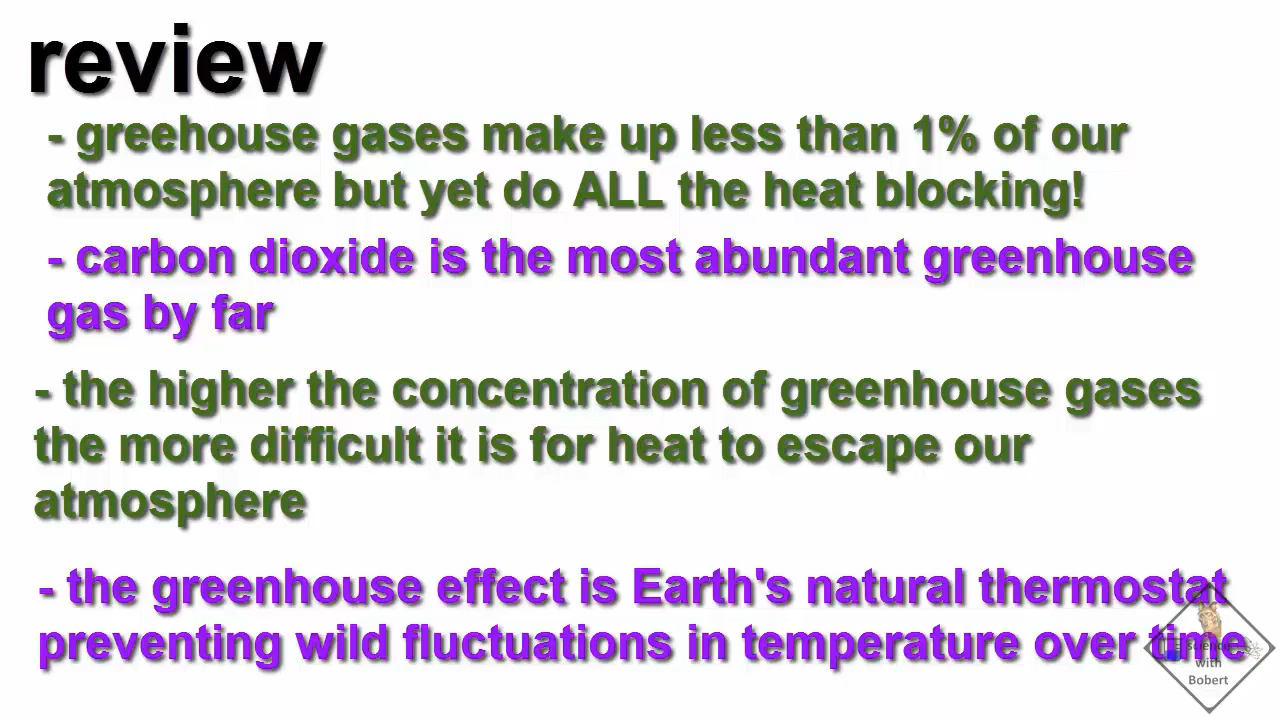 review
- greehouse gases make up less than 1% of our
atmosphere but yet do ALL the heat blocking!
- carbon dioxide is the most abundant greenhouse
gas by far
- the higher the concentration of greenhouse gases
the more difficult it is for heat to escape our
atmosphere
- the greenhouse effect is Earth's natural thermostat
preventing wild fluctuations in temperature over time
Science
with
Bobert